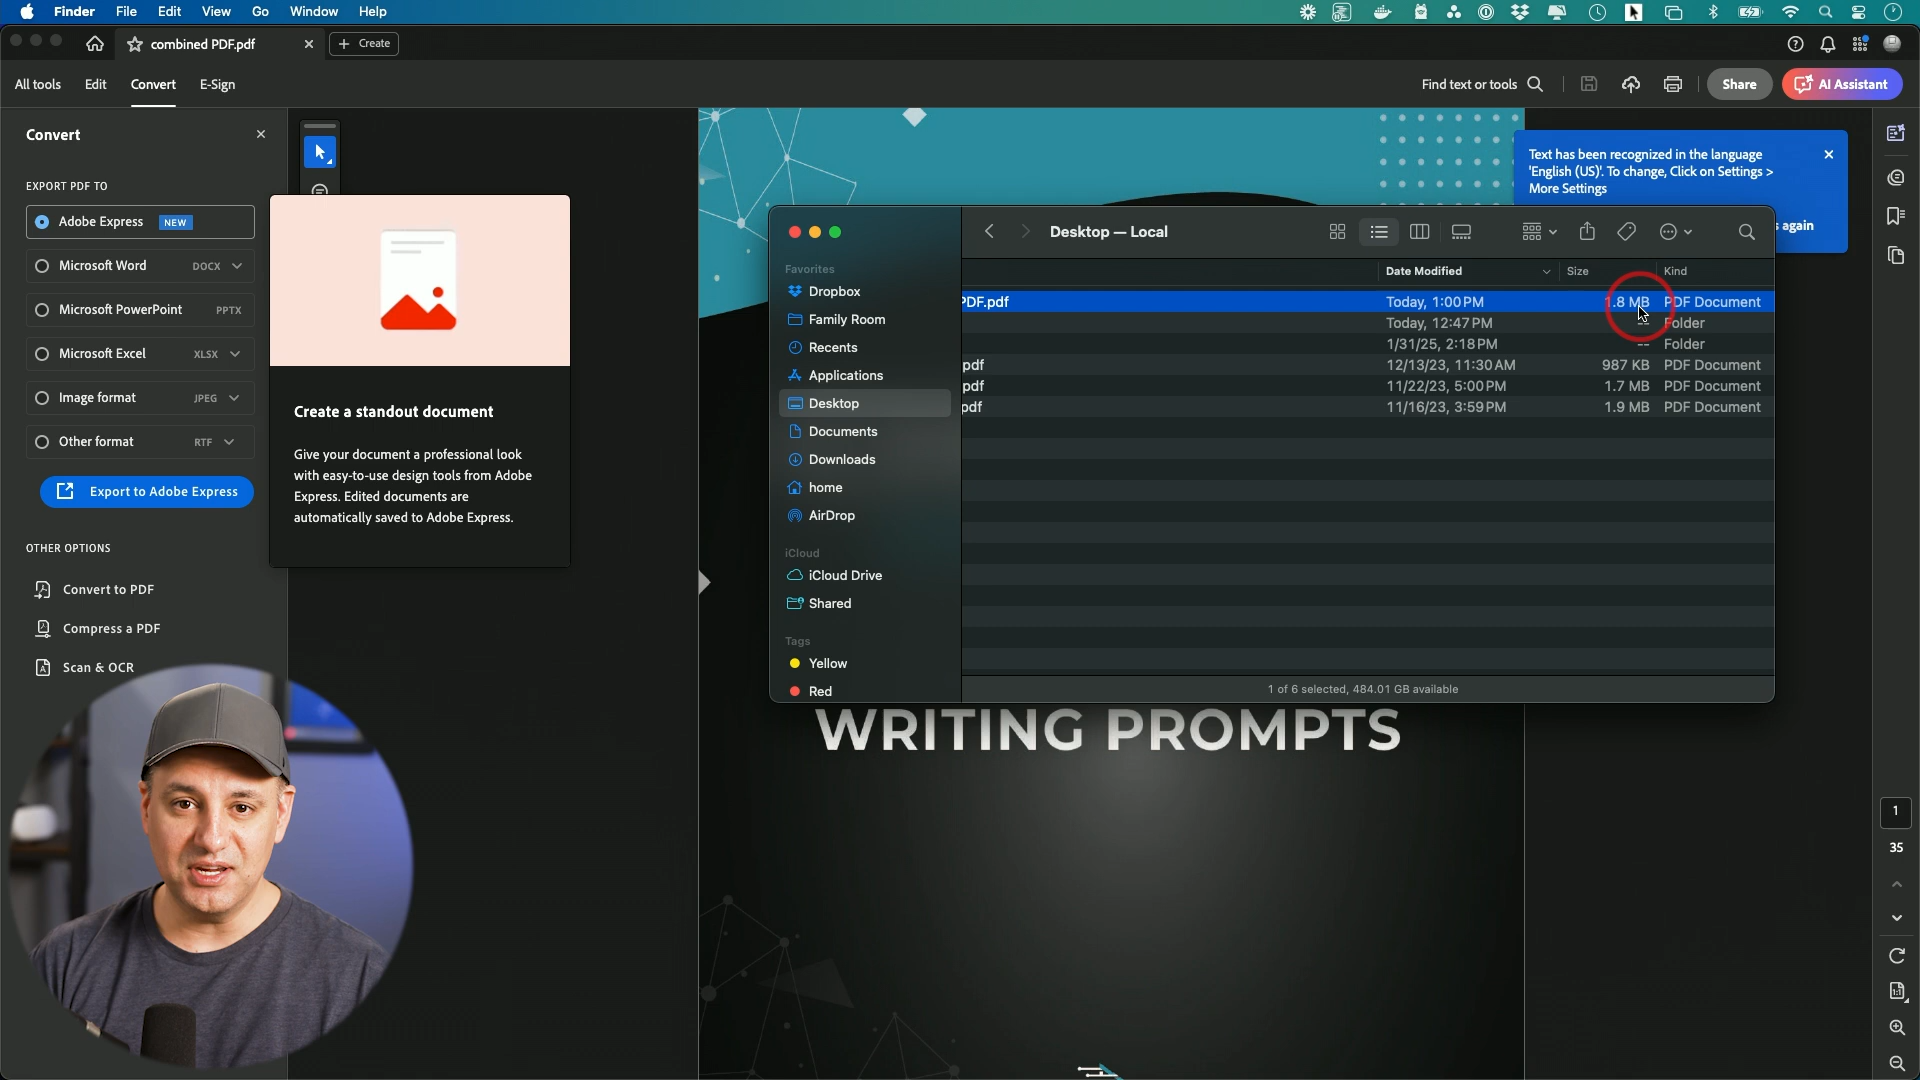 Finder File Edit View Go Window Help
combined PDF.pdf
Create
All tools Edit Convert E-Sign
Find text or tools
Share
AI Assistant
Convert
EXPORT PDF TO
Adobe Express NEW
Microsoft Word DOCX
Microsoft PowerPoint PPTX
Microsoft Excel XLSX
Image format JPEG
Other format RTF
Export to Adobe Express
OTHER OPTIONS
Convert to PDF
Compress a PDF
Scan & OCR
Create a standout document
Give your document a professional look
with easy-to-use design tools from Adobe
Express. Edited documents are
automatically saved to Adobe Express.
Text has been recognized in the language
'English (US)'. To change, Click on Settings >
More Settings
s again
Desktop — Local
Favorites
Dropbox
Family Room
Recents
Applications
Desktop
Documents
Downloads
home
AirDrop
iCloud
iCloud Drive
Shared
Tags
Yellow
Red
Date Modified Size Kind
PDF.pdf Today, 1:00 PM 1.8 MB PDF Document
Today, 12:47 PM -- Folder
1/31/25, 2:18 PM -- Folder
pdf 12/13/23, 11:30 AM 987 KB PDF Document
pdf 11/22/23, 5:00 PM 1.7 MB PDF Document
pdf 11/16/23, 3:59 PM 1.9 MB PDF Document
1 of 6 selected, 484.01 GB available
WRITING PROMPTS
1
35
1:1